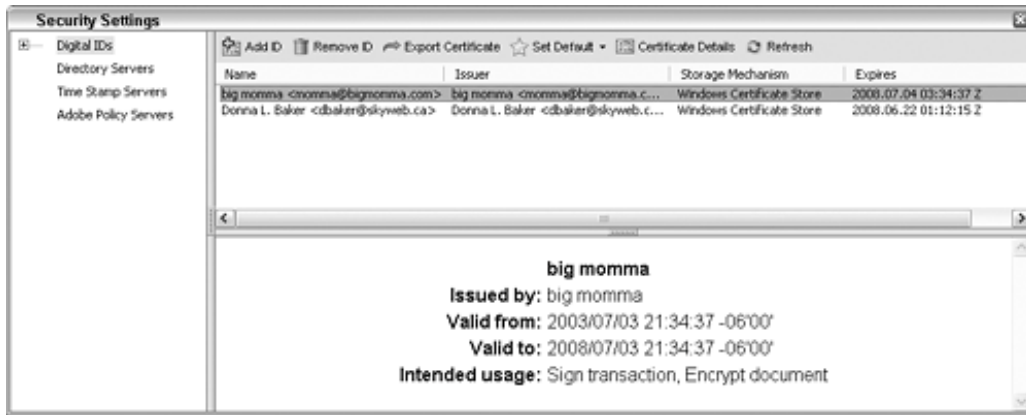 Security Settings
Digital IDs
Directory Servers
Time Stamp Servers
Adobe Policy Servers
Add ID Remove ID Export Certificate Set Default Certificate Details Refresh
Name Issuer Storage Mechanism Expires
big momma <momma@bigmomma.com> big momma <momma@bigmomma.c... Windows Certificate Store 2008.07.04 03:34:37 Z
Donna L. Baker <dbaker@skyweb.ca> Donna L. Baker <dbaker@skyweb.c... Windows Certificate Store 2008.06.22 01:12:15 Z
big momma
Issued by: big momma
Valid from: 2003/07/03 21:34:37 -06'00'
Valid to: 2008/07/03 21:34:37 -06'00'
Intended usage: Sign transaction, Encrypt document